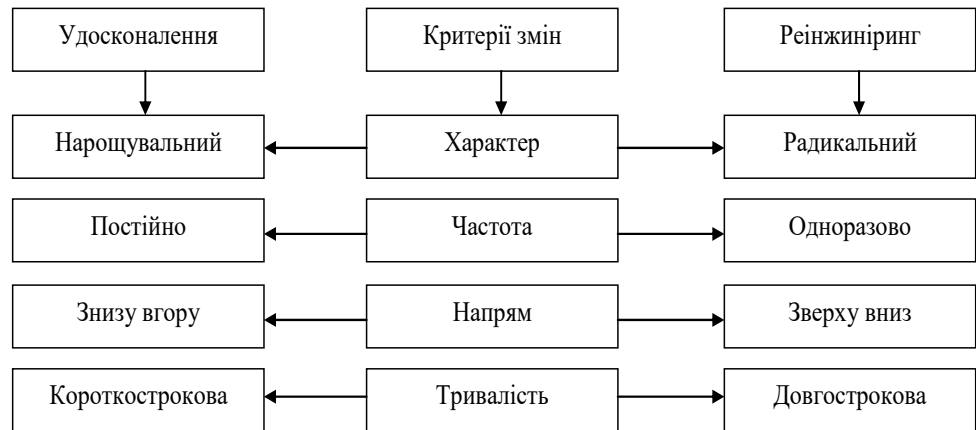 Удосконалення
Критерії змін
Реінжиніринг
Нарощувальний
Характер
Радикальний
Постійно
Частота
Одноразово
Знизу вгору
Напрям
Зверху вниз
Короткострокова
Тривалість
Довгострокова